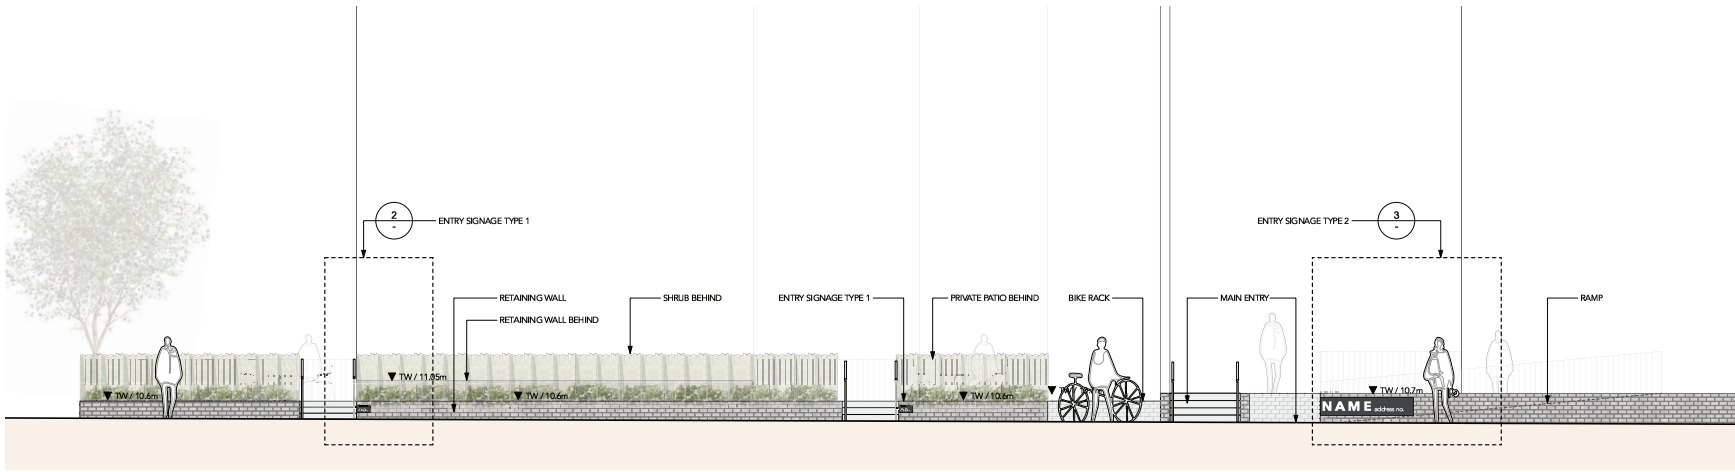 2
-
ENTRY SIGNAGE TYPE 1
ENTRY SIGNAGE TYPE 2
3
-
RETAINING WALL
SHRUB BEHIND
ENTRY SIGNAGE TYPE 1
PRIVATE PATIO BEHIND
BIKE RACK
MAIN ENTRY
RAMP
RETAINING WALL BEHIND
TW / 11.05m
TW / 10.6m
TW / 10.6m
TW / 10.6m
TW / 10.7m
NAME address no.